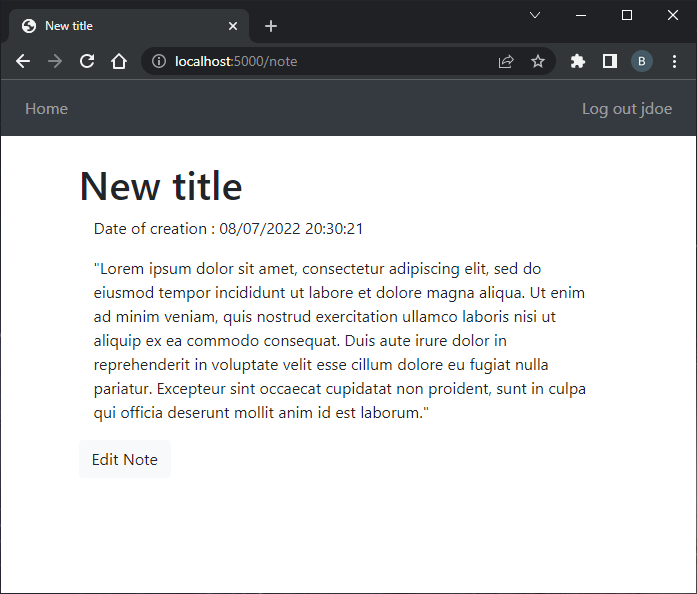 New title
localhost:5000/note
B
Home
Log out jdoe
New title
Date of creation : 08/07/2022 20:30:21
"Lorem ipsum dolor sit amet, consectetur adipiscing elit, sed do
eiusmod tempor incididunt ut labore et dolore magna aliqua. Ut enim
ad minim veniam, quis nostrud exercitation ullamco laboris nisi ut
aliquip ex ea commodo consequat. Duis aute irure dolor in
reprehenderit in voluptate velit esse cillum dolore eu fugiat nulla
pariatur. Excepteur sint occaecat cupidatat non proident, sunt in culpa
qui officia deserunt mollit anim id est laborum."
Edit Note